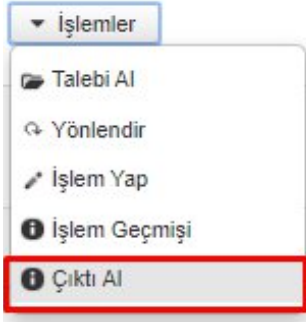 İşlemler
Talebi Al
Yönlendir
İşlem Yap
İşlem Geçmişi
Çıktı Al